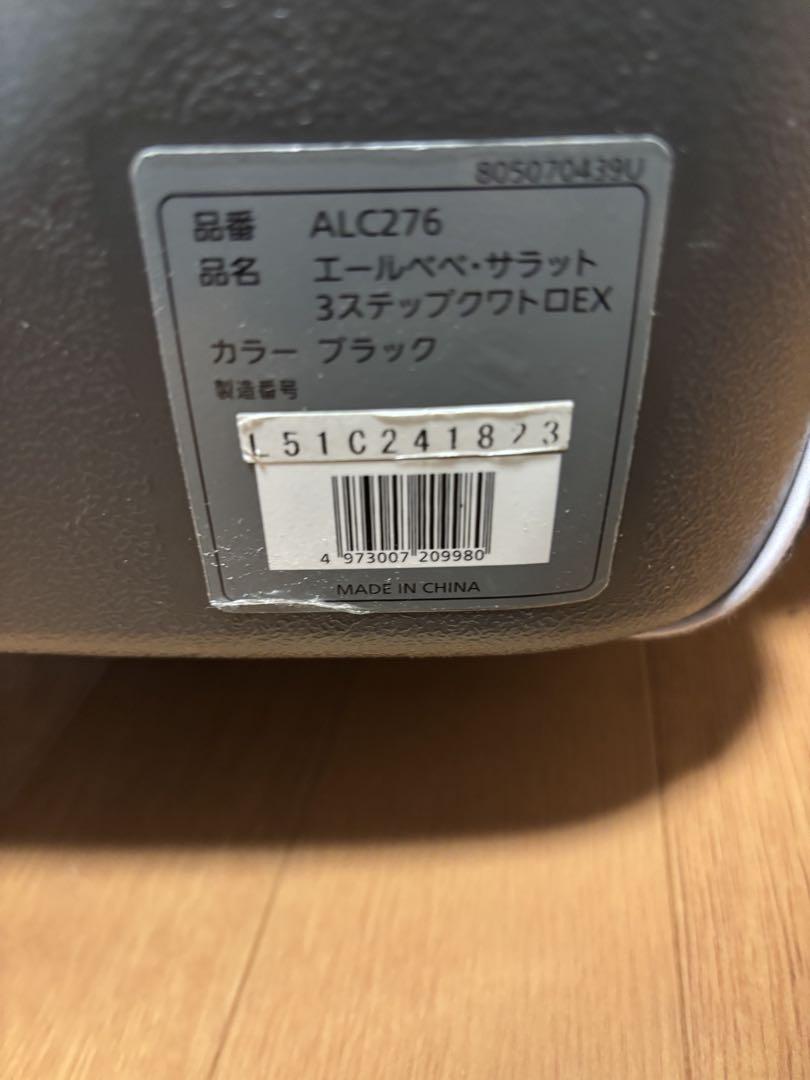 805070439U
品番 ALC276
品名 エールベベ・サラット
3ステップクワトロEX
カラー ブラック
製造番号
L51C241823
4 973007 209980
MADE IN CHINA